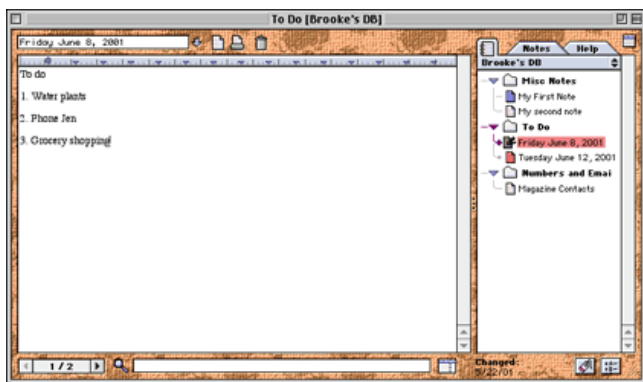 To Do [Brooke's DB]
Friday June 8, 2001
Notes
Help
Brooke's DB
To do
1. Water plants
2. Phone Jen
3. Grocery shopping
Misc Notes
My First Note
My second note
To Do
Friday June 8, 2001
Tuesday June 12, 2001
Numbers and Emai
Magazine Contacts
1 / 2
Changed:
5/22/01